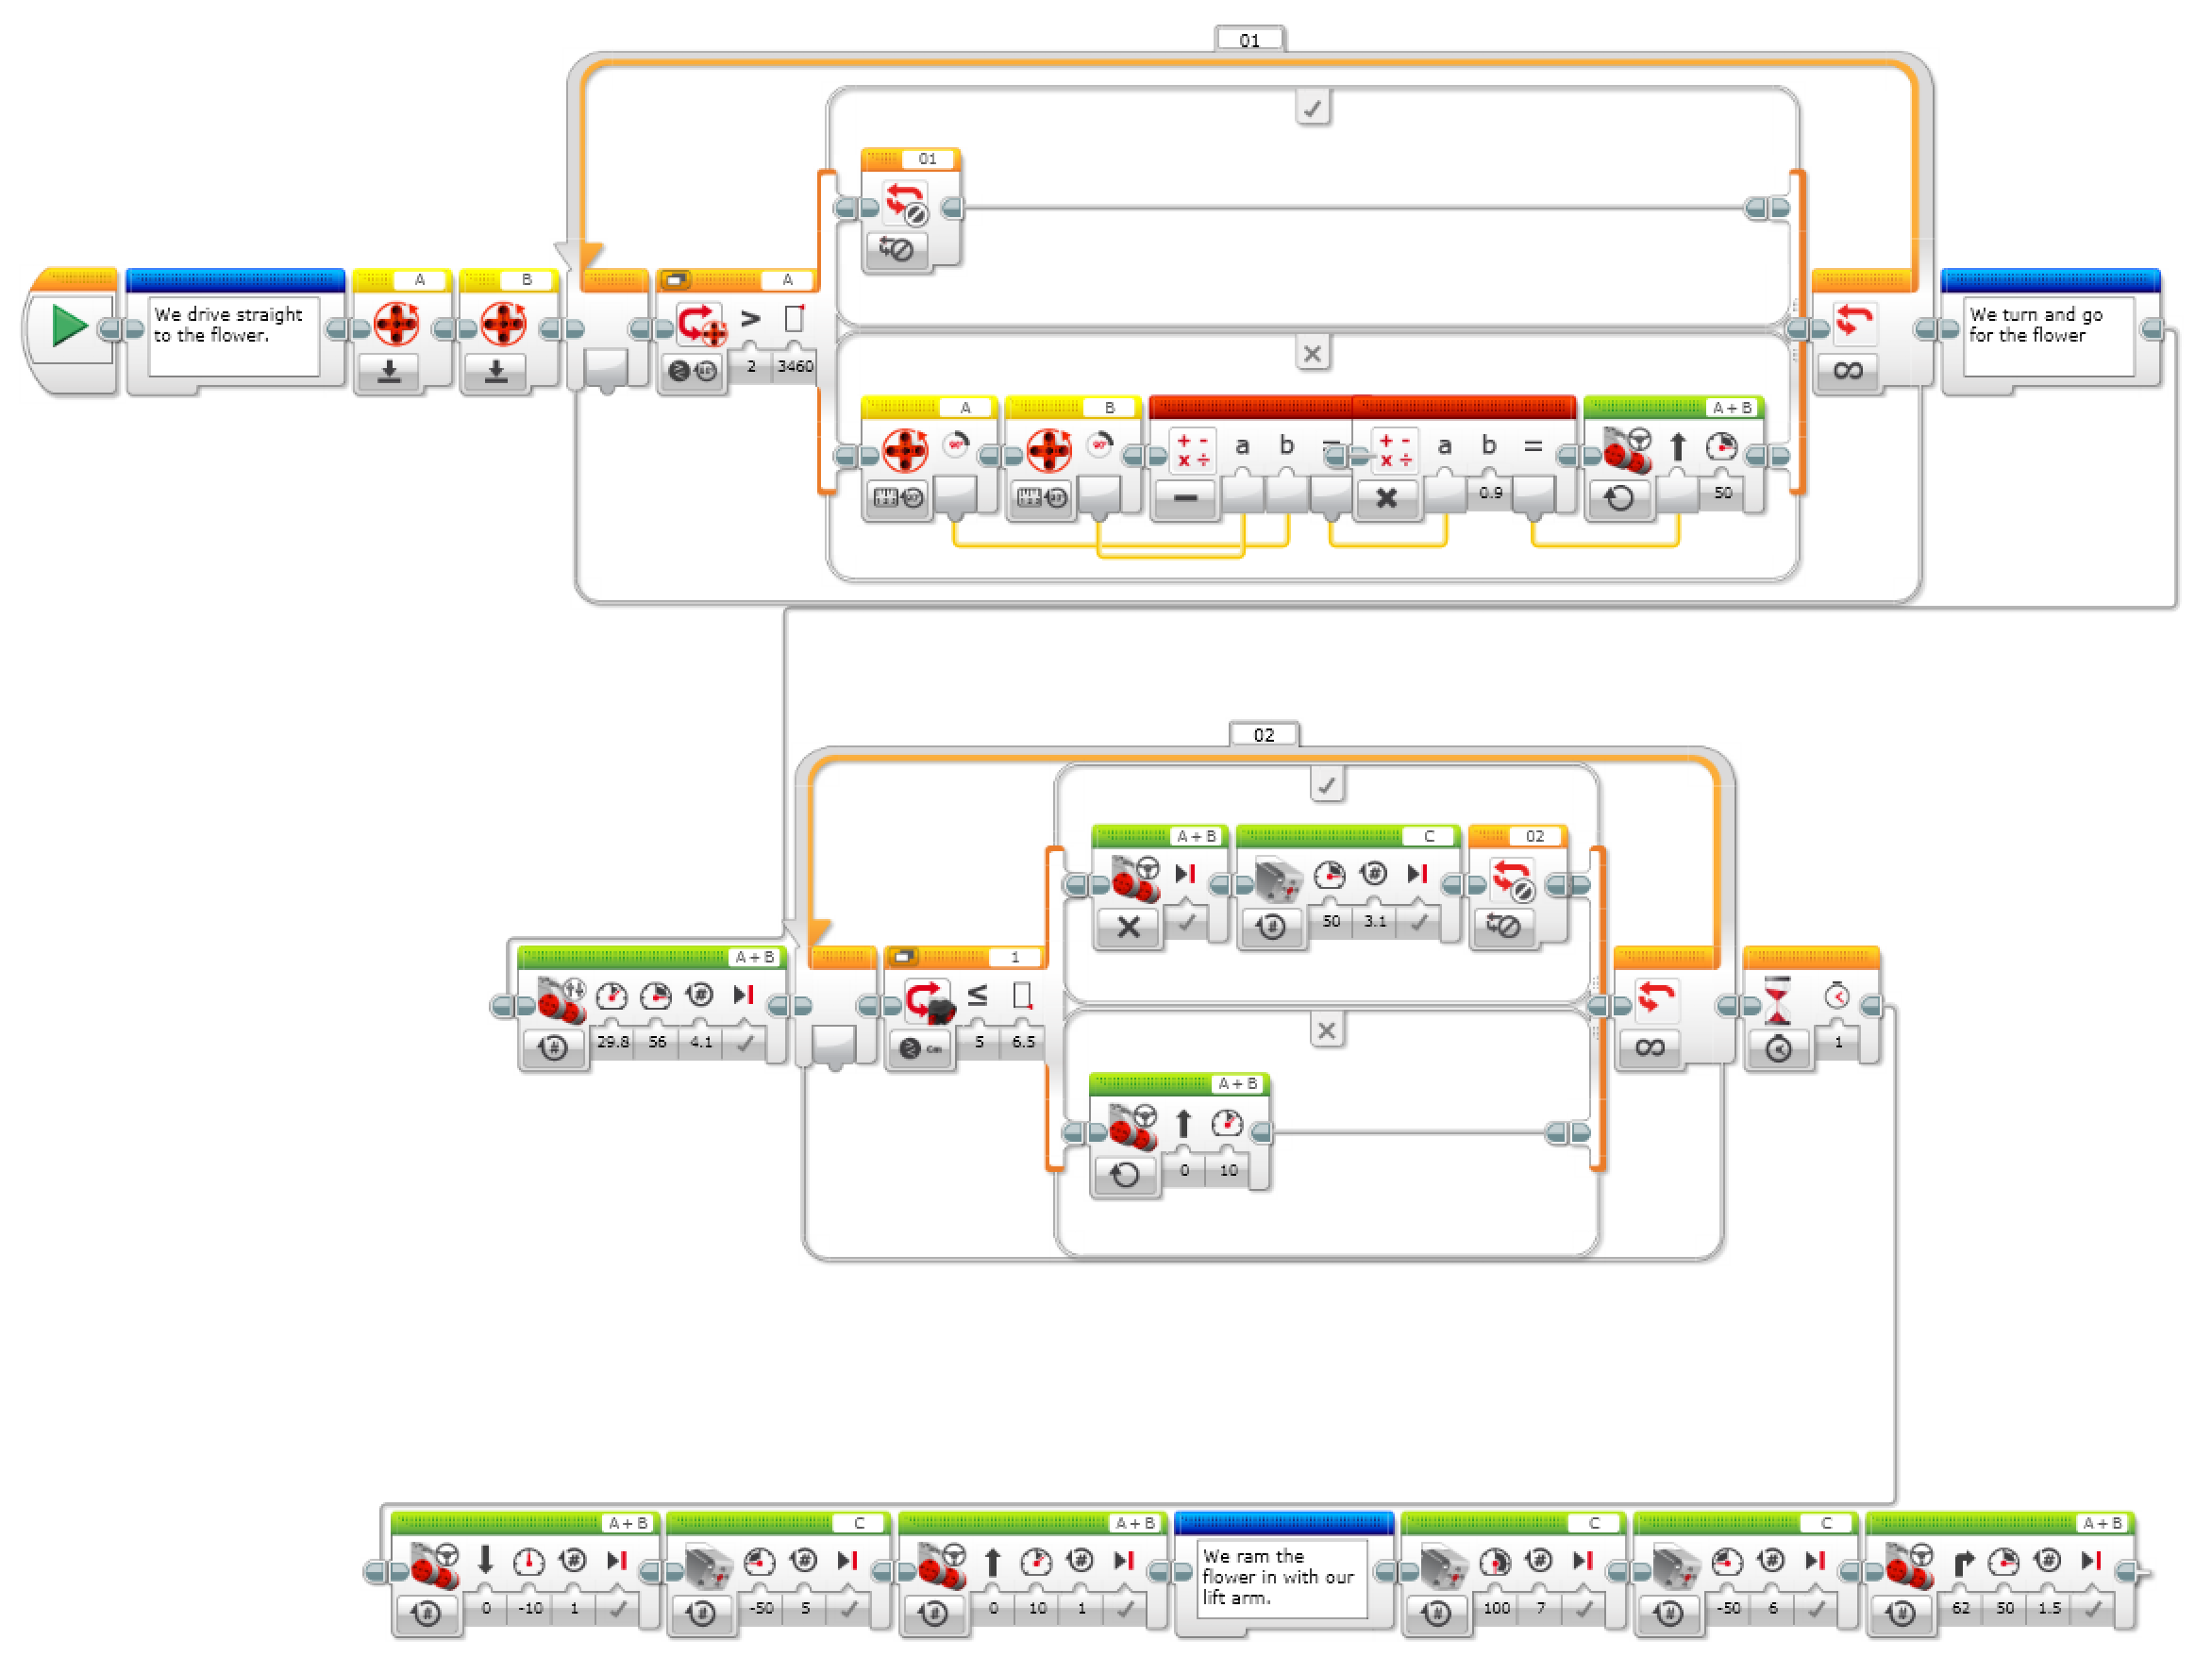 01
01
We drive straight
to the flower.
A
B
A
> 2 3460
We turn and go
for the flower
A
B
a b =
a b =
0.9
A + B
50
02
A + B
C
50 3.1
02
A + B
29.8 56 4.1
1
≤ 5 6.5
cm
1
A + B
0 10
A + B
0 -10 1
C
-50 5
A + B
0 10 1
We ram the
flower in with our
lift arm.
C
100 7
C
-50 6
A + B
62 50 1.5